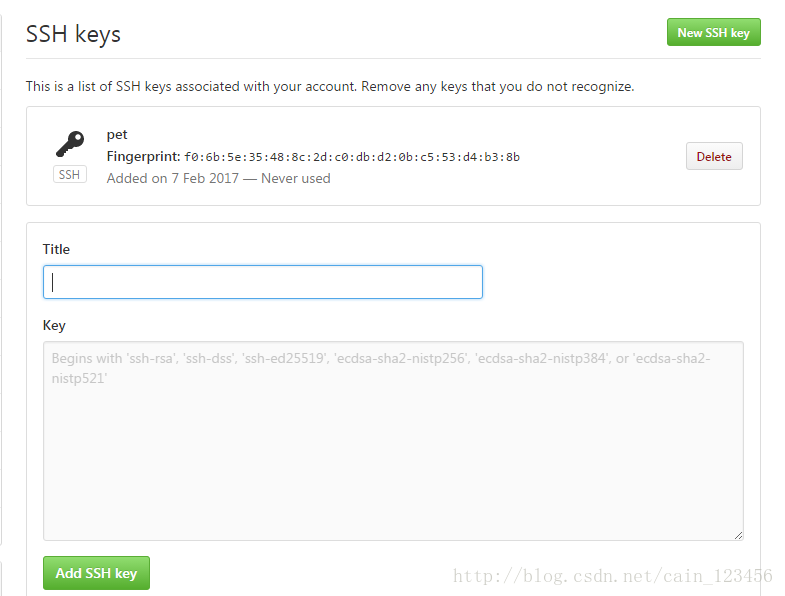 SSH keys
New SSH key
This is a list of SSH keys associated with your account. Remove any keys that you do not recognize.
pet
Fingerprint: f0:6b:5e:35:48:8c:2d:c0:db:d2:0b:c5:53:d4:b3:8b
SSH
Added on 7 Feb 2017 — Never used
Delete
Title
Key
Begins with 'ssh-rsa', 'ssh-dss', 'ssh-ed25519', 'ecdsa-sha2-nistp256', 'ecdsa-sha2-nistp384', or 'ecdsa-sha2-
nistp521'
Add SSH key
http://blog.csdn.net/cain_123456